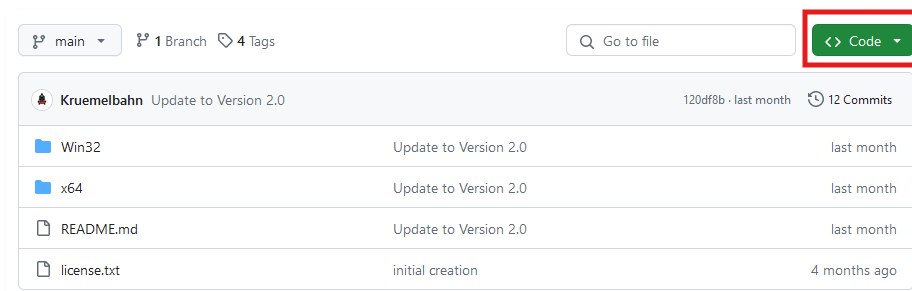 main 1 Branch 4 Tags Go to file Code
Kruemelbahn Update to Version 2.0 120df8b · last month 12 Commits
Win32 Update to Version 2.0 last month
x64 Update to Version 2.0 last month
README.md Update to Version 2.0 last month
license.txt initial creation 4 months ago